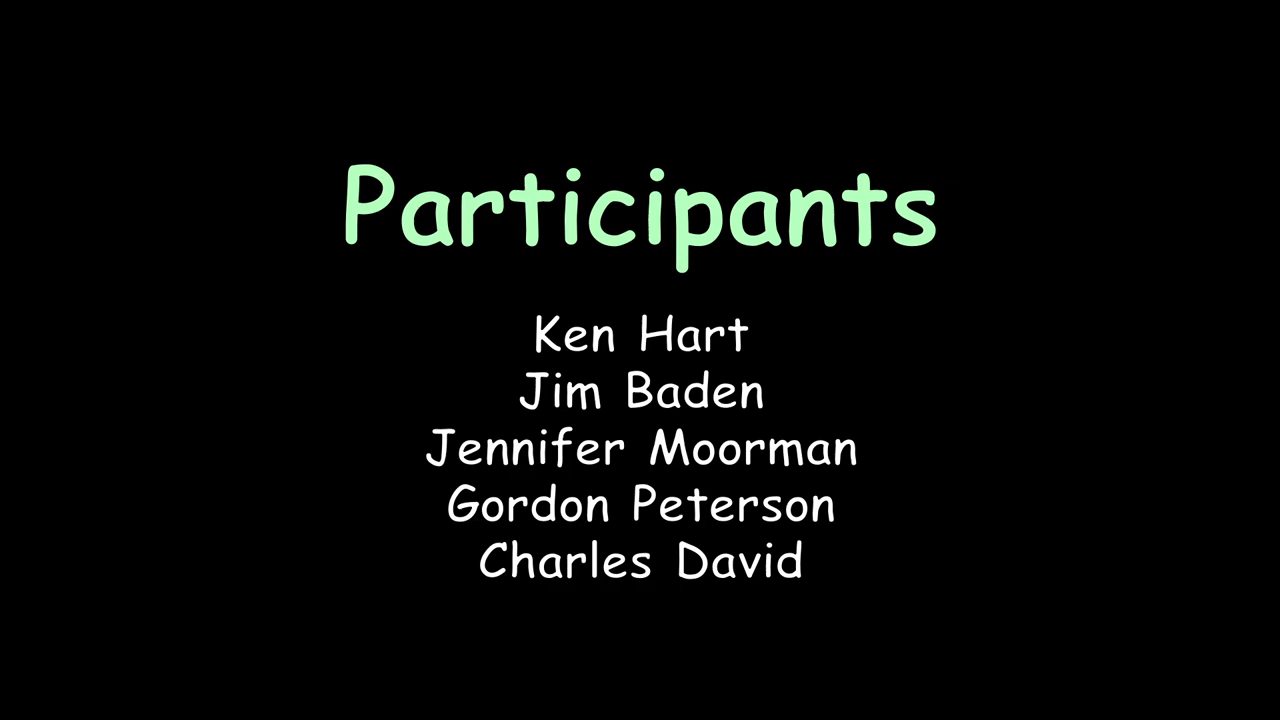 Participants
Ken Hart
Jim Baden
Jennifer Moorman
Gordon Peterson
Charles David